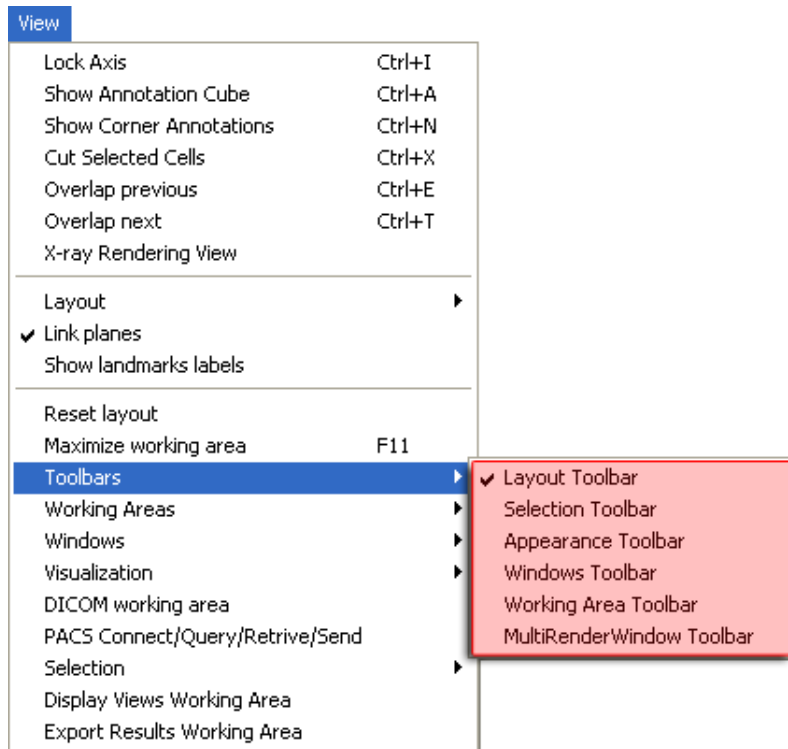 View
Lock Axis Ctrl+I
Show Annotation Cube Ctrl+A
Show Corner Annotations Ctrl+N
Cut Selected Cells Ctrl+X
Overlap previous Ctrl+E
Overlap next Ctrl+T
X-ray Rendering View
Layout
Link planes
Show landmarks labels
Reset layout
Maximize working area F11
Toolbars
Working Areas
Windows
Visualization
DICOM working area
PACS Connect/Query/Retrive/Send
Selection
Display Views Working Area
Export Results Working Area
Layout Toolbar
Selection Toolbar
Appearance Toolbar
Windows Toolbar
Working Area Toolbar
MultiRenderWindow Toolbar